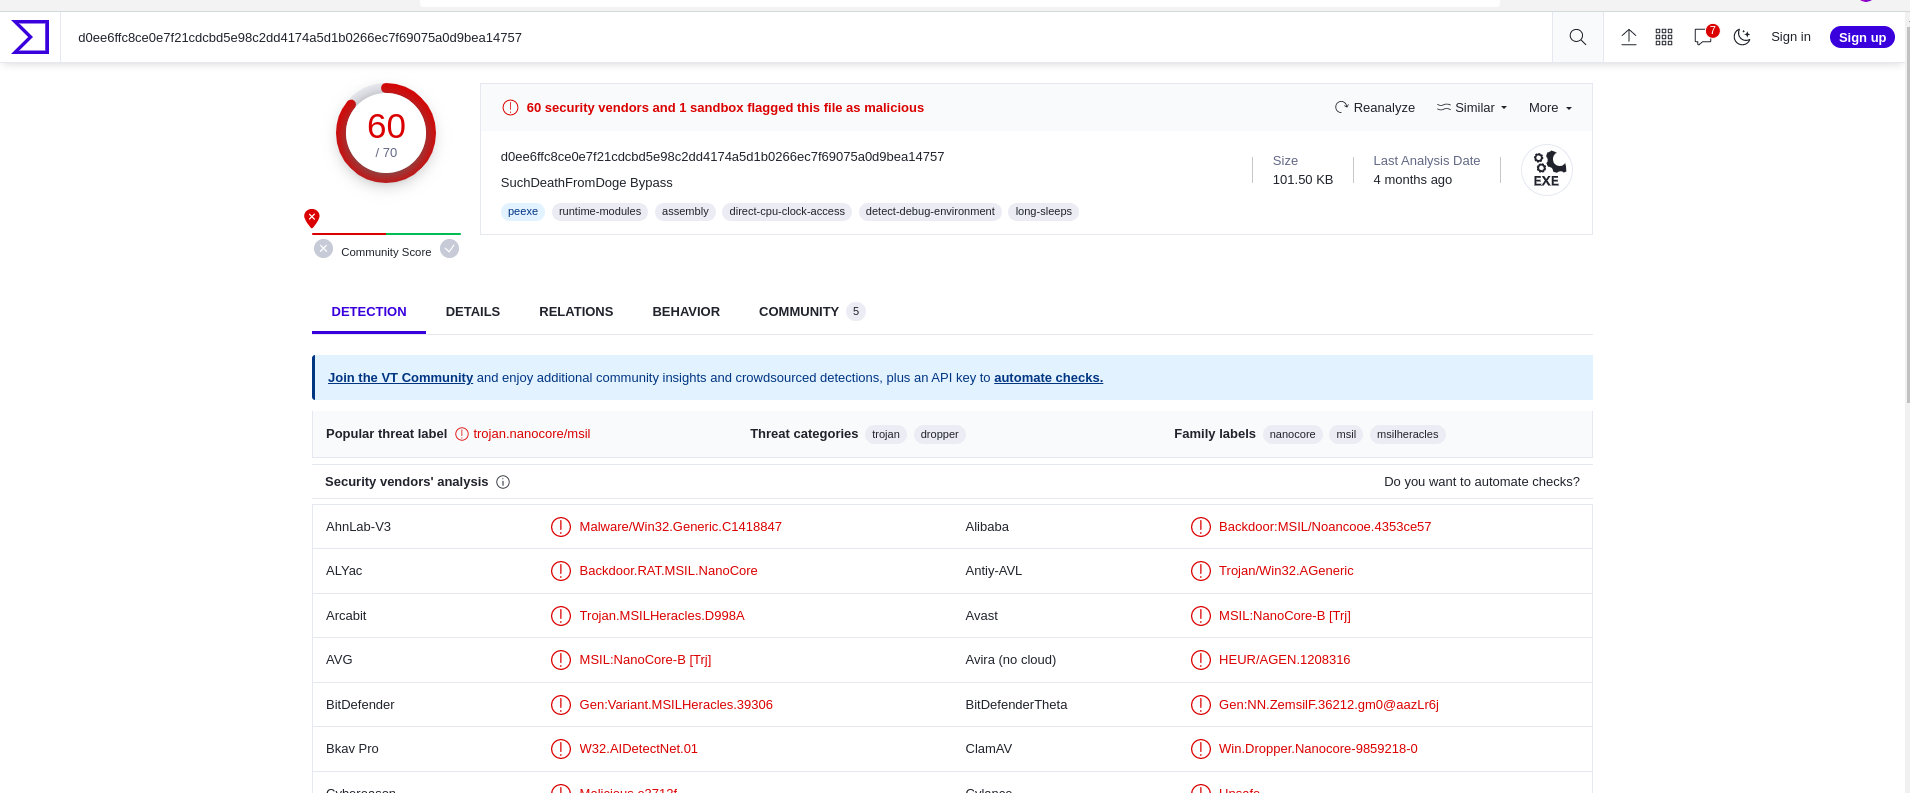 d0ee6ffc8ce0e7f21cdcbd5e98c2dd4174a5d1b0266ec7f69075a0d9bea14757
7
Sign in
Sign up
60
/ 70
Community Score
60 security vendors and 1 sandbox flagged this file as malicious
Reanalyze
Similar
More
d0ee6ffc8ce0e7f21cdcbd5e98c2dd4174a5d1b0266ec7f69075a0d9bea14757
SuchDeathFromDoge Bypass
peexe runtime-modules assembly direct-cpu-clock-access detect-debug-environment long-sleeps
Size
101.50 KB
Last Analysis Date
4 months ago
EXE
DETECTION DETAILS RELATIONS BEHAVIOR COMMUNITY 5
Join the VT Community and enjoy additional community insights and crowdsourced detections, plus an API key to automate checks.
Popular threat label trojan.nanocore/msil Threat categories trojan dropper Family labels nanocore msil msilheracles
Security vendors' analysis Do you want to automate checks?
AhnLab-V3 Malware/Win32.Generic.C1418847 Alibaba Backdoor:MSIL/Noancooe.4353ce57
ALYac Backdoor.RAT.MSIL.NanoCore Antiy-AVL Trojan/Win32.AGeneric
Arcabit Trojan.MSILHeracles.D998A Avast MSIL:NanoCore-B [Trj]
AVG MSIL:NanoCore-B [Trj] Avira (no cloud) HEUR/AGEN.1208316
BitDefender Gen:Variant.MSILHeracles.39306 BitDefenderTheta Gen:NN.ZemsilF.36212.gm0@aazLr6j
Bkav Pro W32.AIDetectNet.01 ClamAV Win.Dropper.Nanocore-9859218-0
Cybereason Cylance Unsafe